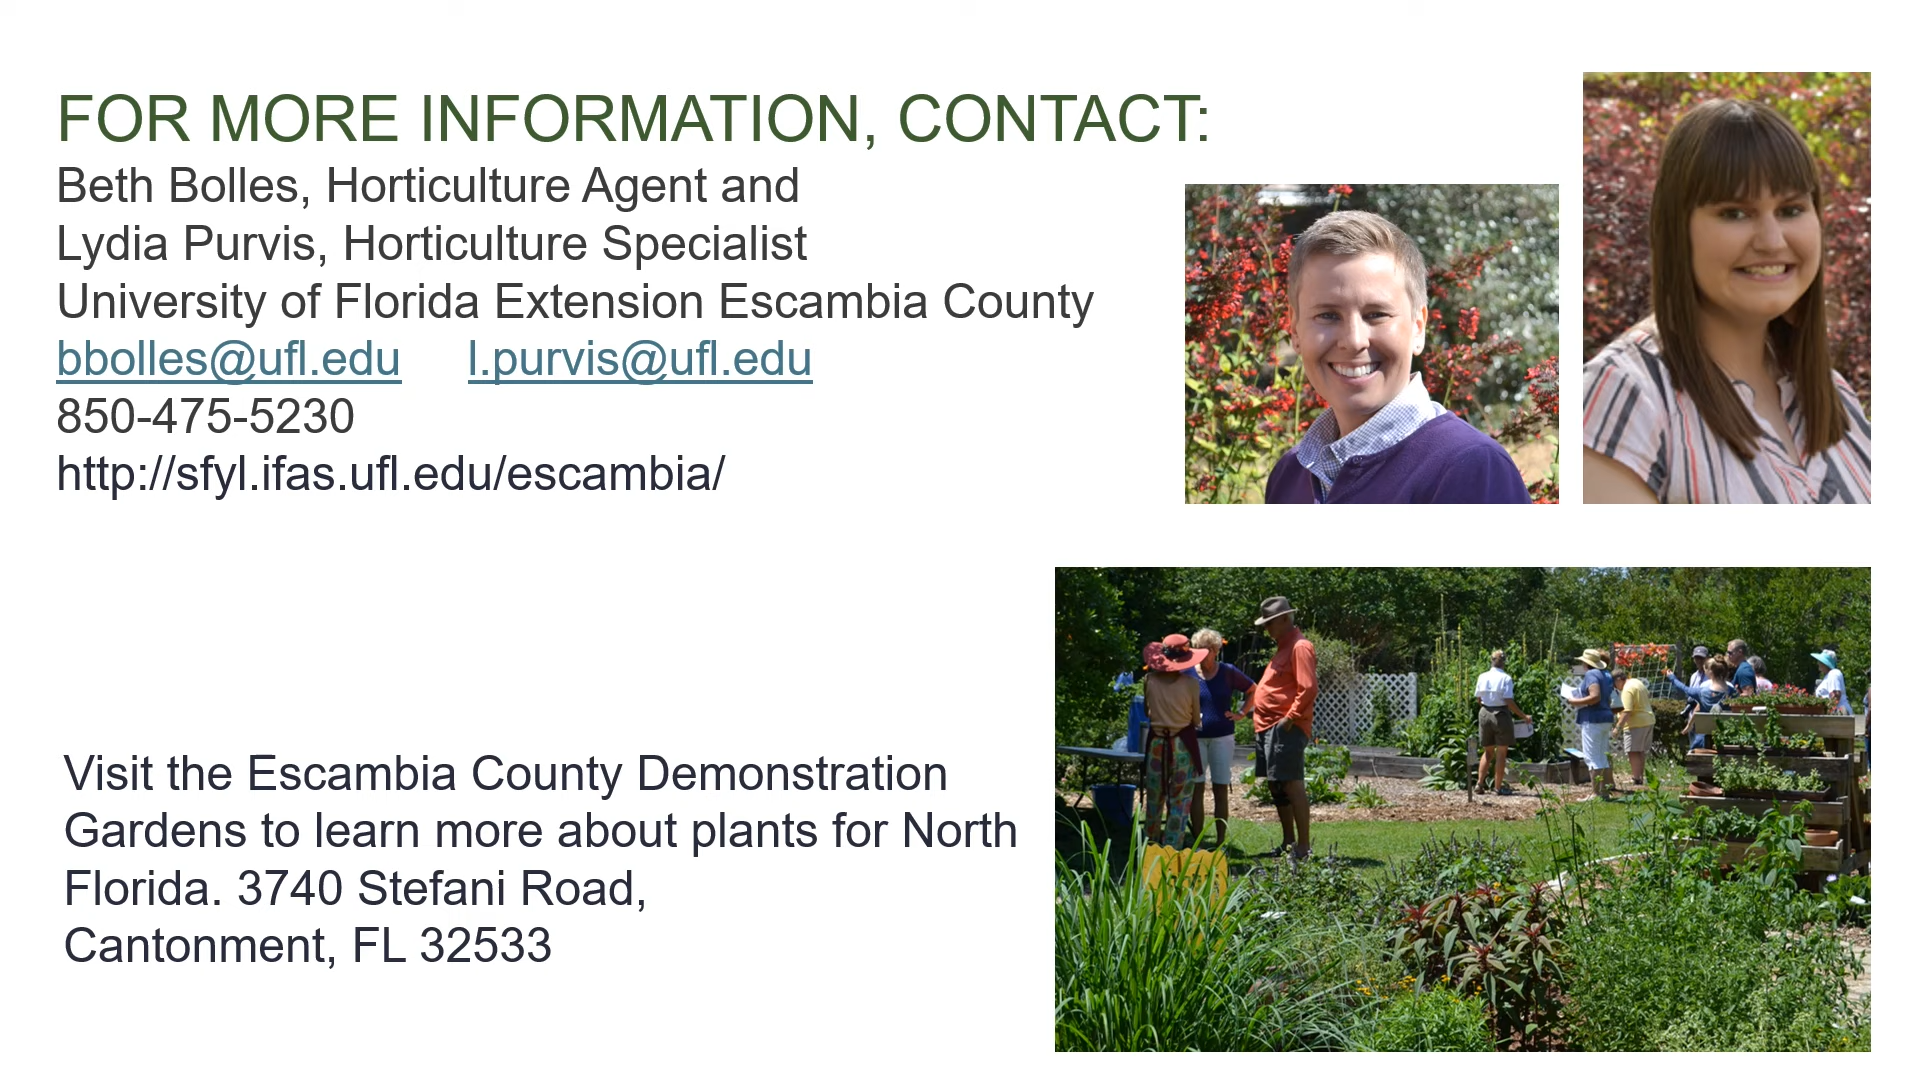 FOR MORE INFORMATION, CONTACT:
Beth Bolles, Horticulture Agent and
Lydia Purvis, Horticulture Specialist
University of Florida Extension Escambia County
bbolles@ufl.edu l.purvis@ufl.edu
850-475-5230
http://sfyl.ifas.ufl.edu/escambia/
Visit the Escambia County Demonstration
Gardens to learn more about plants for North
Florida. 3740 Stefani Road,
Cantonment, FL 32533